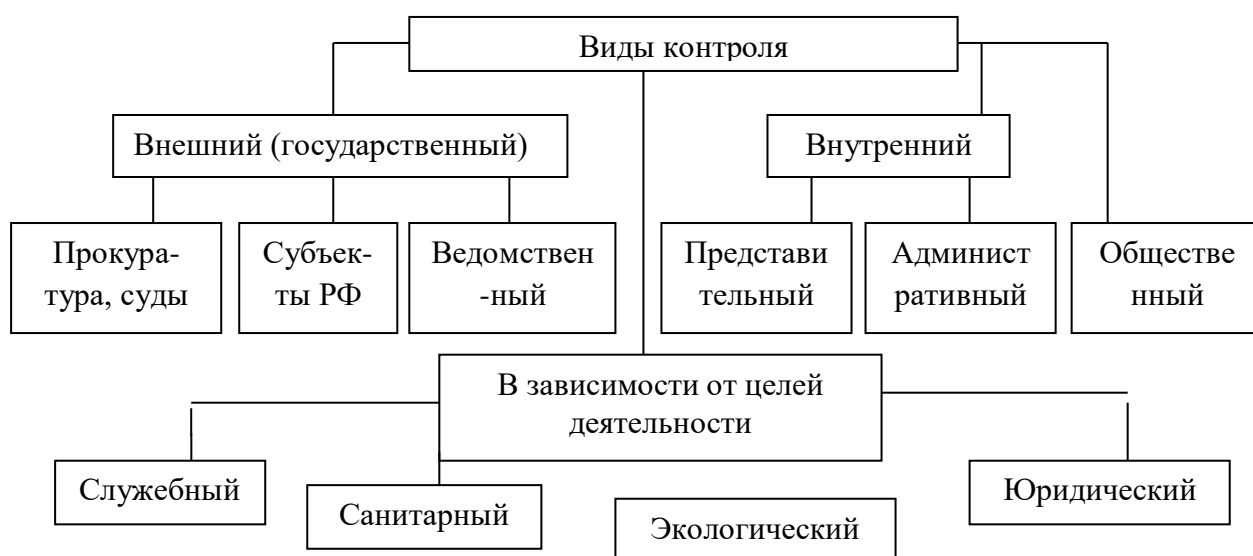 Виды контроля
Внешний (государственный)
Внутренний
Прокура-
тура, суды
Субъек-
ты РФ
Ведомствен
-ный
Представи
тельный
Админист
ративный
Обществе
нный
В зависимости от целей
деятельности
Служебный
Санитарный
Экологический
Юридический